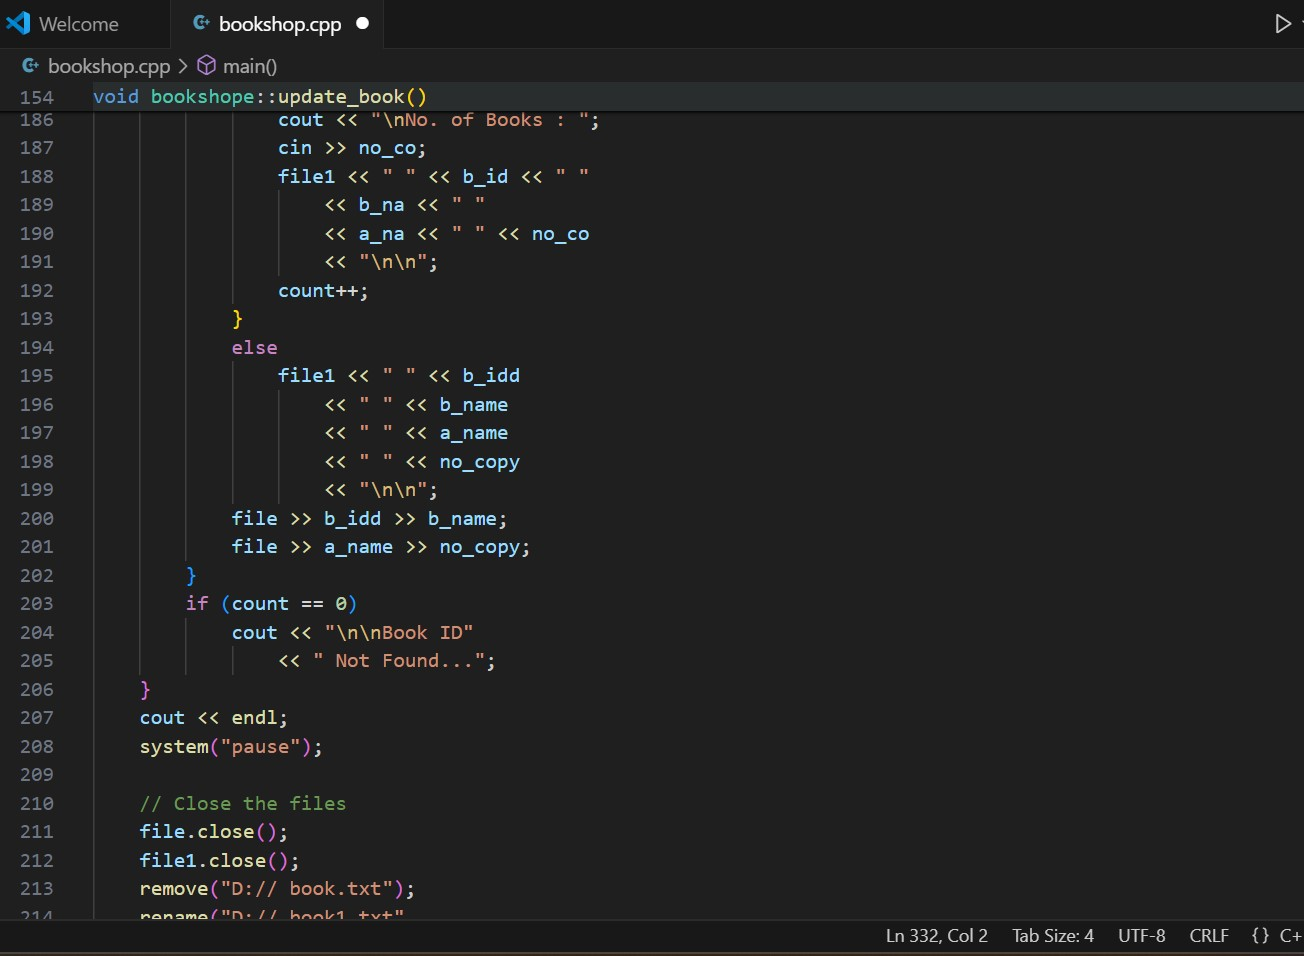 Welcome
bookshop.cpp
bookshop.cpp > main()
154 void bookshope::update_book()
186 cout << "\nNo. of Books : ";
187 cin >> no_co;
188 file1 << " " << b_id << " "
189 << b_na << " "
190 << a_na << " " << no_co
191 << "\n\n";
192 count++;
193 }
194 else
195 file1 << " " << b_idd
196 << " " << b_name
197 << " " << a_name
198 << " " << no_copy
199 << "\n\n";
200 file >> b_idd >> b_name;
201 file >> a_name >> no_copy;
202 }
203 if (count == 0)
204 cout << "\n\nBook ID"
205 << " Not Found...";
206 }
207 cout << endl;
208 system("pause");
209
210 // Close the files
211 file.close();
212 file1.close();
213 remove("D:// book.txt");
214 rename("D:// book1.txt"
Ln 332, Col 2 Tab Size: 4 UTF-8 CRLF {} C+